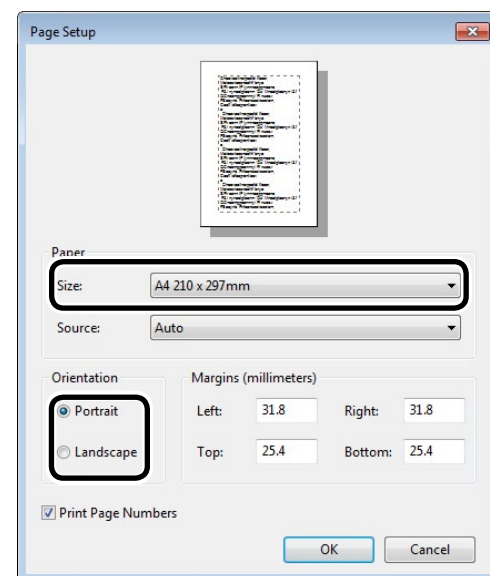 Page Setup
Paper
Size: A4 210 x 297mm
Source: Auto
Orientation
Portrait
Landscape
Margins (millimeters)
Left: 31.8 Right: 31.8
Top: 25.4 Bottom: 25.4
Print Page Numbers
OK Cancel